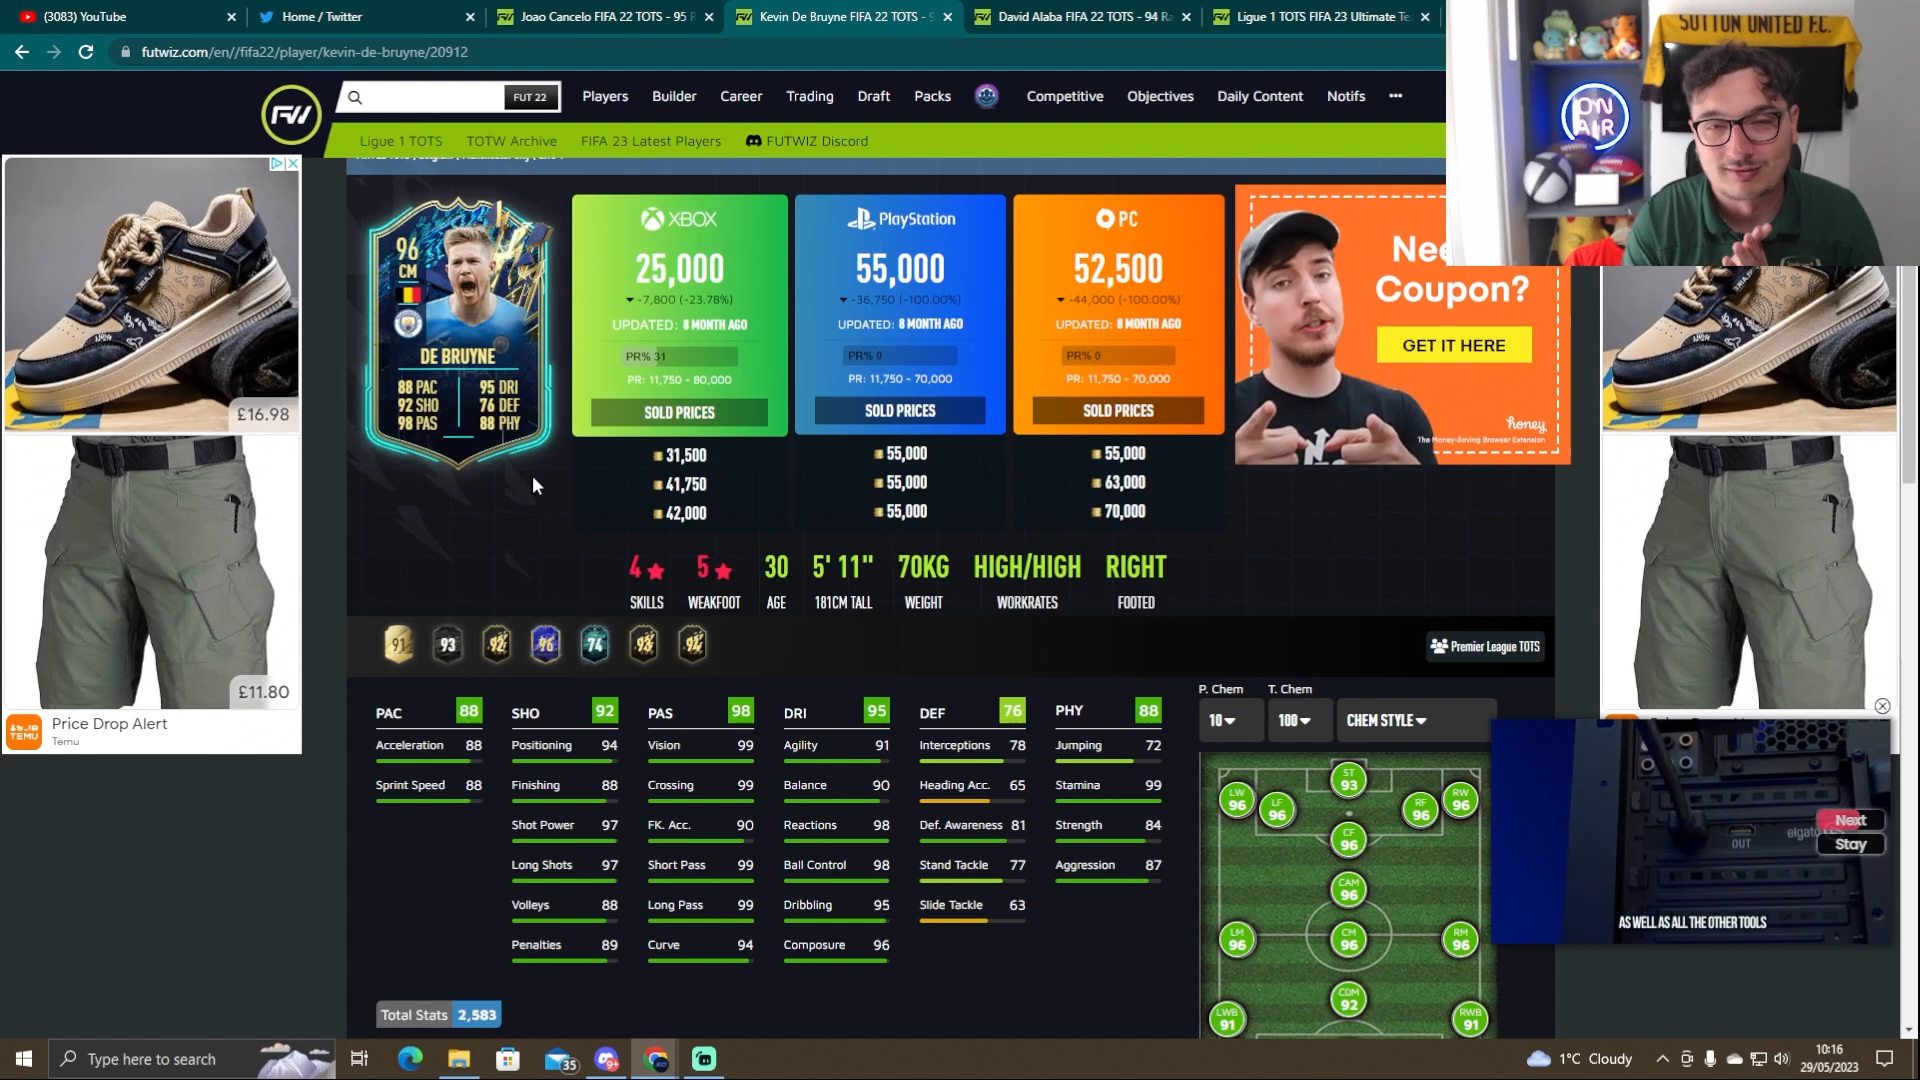 (3083) YouTube
Home / Twitter
Joao Cancelo FIFA 22 TOTS - 95 R
Kevin De Bruyne FIFA 22 TOTS - 9
David Alaba FIFA 22 TOTS - 94 Ra
Ligue 1 TOTS FIFA 23 Ultimate Te
futwiz.com/en//fifa22/player/kevin-de-bruyne/20912
SUTTON UNITED F.C.
ON AIR
FW
FUT 22
Players
Builder
Career
Trading
Draft
Packs
Competitive
Objectives
Daily Content
Notifs
Ligue 1 TOTS
TOTW Archive
FIFA 23 Latest Players
FUTWIZ Discord
96
CM
DE BRUYNE
88 PAC 95 DRI
92 SHO 76 DEF
98 PAS 88 PHY
XBOX
25,000
-7,800 (-23.78%)
UPDATED: 8 MONTH AGO
PR% 31
PR: 11,750 - 80,000
SOLD PRICES
31,500
41,750
42,000
PlayStation
55,000
-36,750 (-100.00%)
UPDATED: 8 MONTH AGO
PR% 0
PR: 11,750 - 70,000
SOLD PRICES
55,000
55,000
55,000
PC
52,500
-44,000 (-100.00%)
UPDATED: 8 MONTH AGO
PR% 0
PR: 11,750 - 70,000
SOLD PRICES
55,000
63,000
70,000
Coupon?
GET IT HERE
honey
The Money-Saving Browser Extension
£16.98
£11.80
TEMU
Price Drop Alert
Temu
4 SKILLS
5 WEAKFOOT
30 AGE
5' 11" 181CM TALL
70KG WEIGHT
HIGH/HIGH WORKRATES
RIGHT FOOTED
91 93 92 96 74 93 94
Premier League TOTS
PAC 88
Acceleration 88
Sprint Speed 88
SHO 92
Positioning 94
Finishing 88
Shot Power 97
Long Shots 97
Volleys 88
Penalties 89
PAS 98
Vision 99
Crossing 99
FK. Acc. 90
Short Pass 99
Long Pass 99
Curve 94
DRI 95
Agility 91
Balance 90
Reactions 98
Ball Control 98
Dribbling 95
Composure 96
DEF 76
Interceptions 78
Heading Acc. 65
Def. Awareness 81
Stand Tackle 77
Slide Tackle 63
PHY 88
Jumping 72
Stamina 99
Strength 84
Aggression 87
Total Stats 2,583
P. Chem
T. Chem
10
100
CHEM STYLE
ST 93
LW 96
LF 96
RF 96
RW 96
CF 96
CAM 96
LM 96
CM 96
RM 96
CDM 92
LWB 91
RWB 91
elgato
OUT
Next
Stay
AS WELL AS ALL THE OTHER TOOLS
Type here to search
35
9+
1°C Cloudy
10:16
29/05/2023